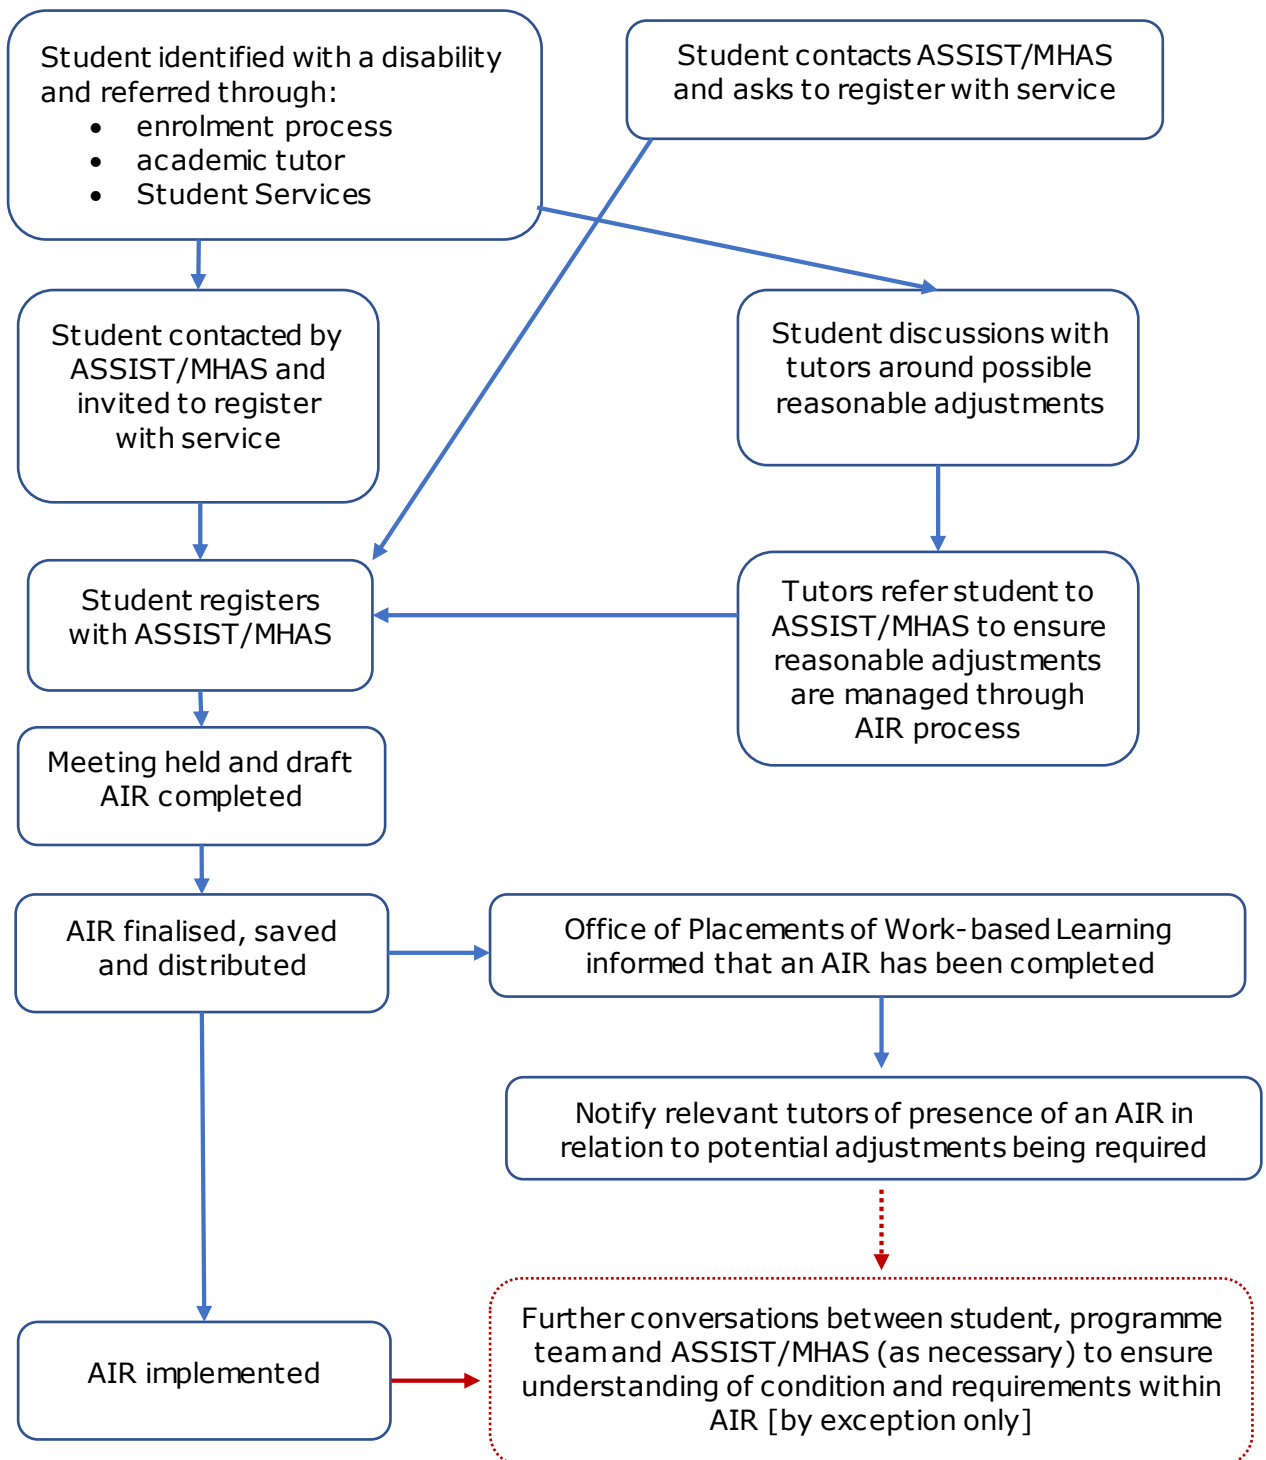 Student identified with a disability
and referred through:
• enrolment process
• academic tutor
• Student Services
Student contacts ASSIST/MHAS
and asks to register with service
Student contacted by
ASSIST/MHAS and
invited to register
with service
Student discussions with
tutors around possible
reasonable adjustments
Student registers
with ASSIST/MHAS
Tutors refer student to
ASSIST/MHAS to ensure
reasonable adjustments
are managed through
AIR process
Meeting held and draft
AIR completed
AIR finalised, saved
and distributed
Office of Placements of Work-based Learning
informed that an AIR has been completed
Notify relevant tutors of presence of an AIR in
relation to potential adjustments being required
AIR implemented
Further conversations between student, programme
team and ASSIST/MHAS (as necessary) to ensure
understanding of condition and requirements within
AIR [by exception only]